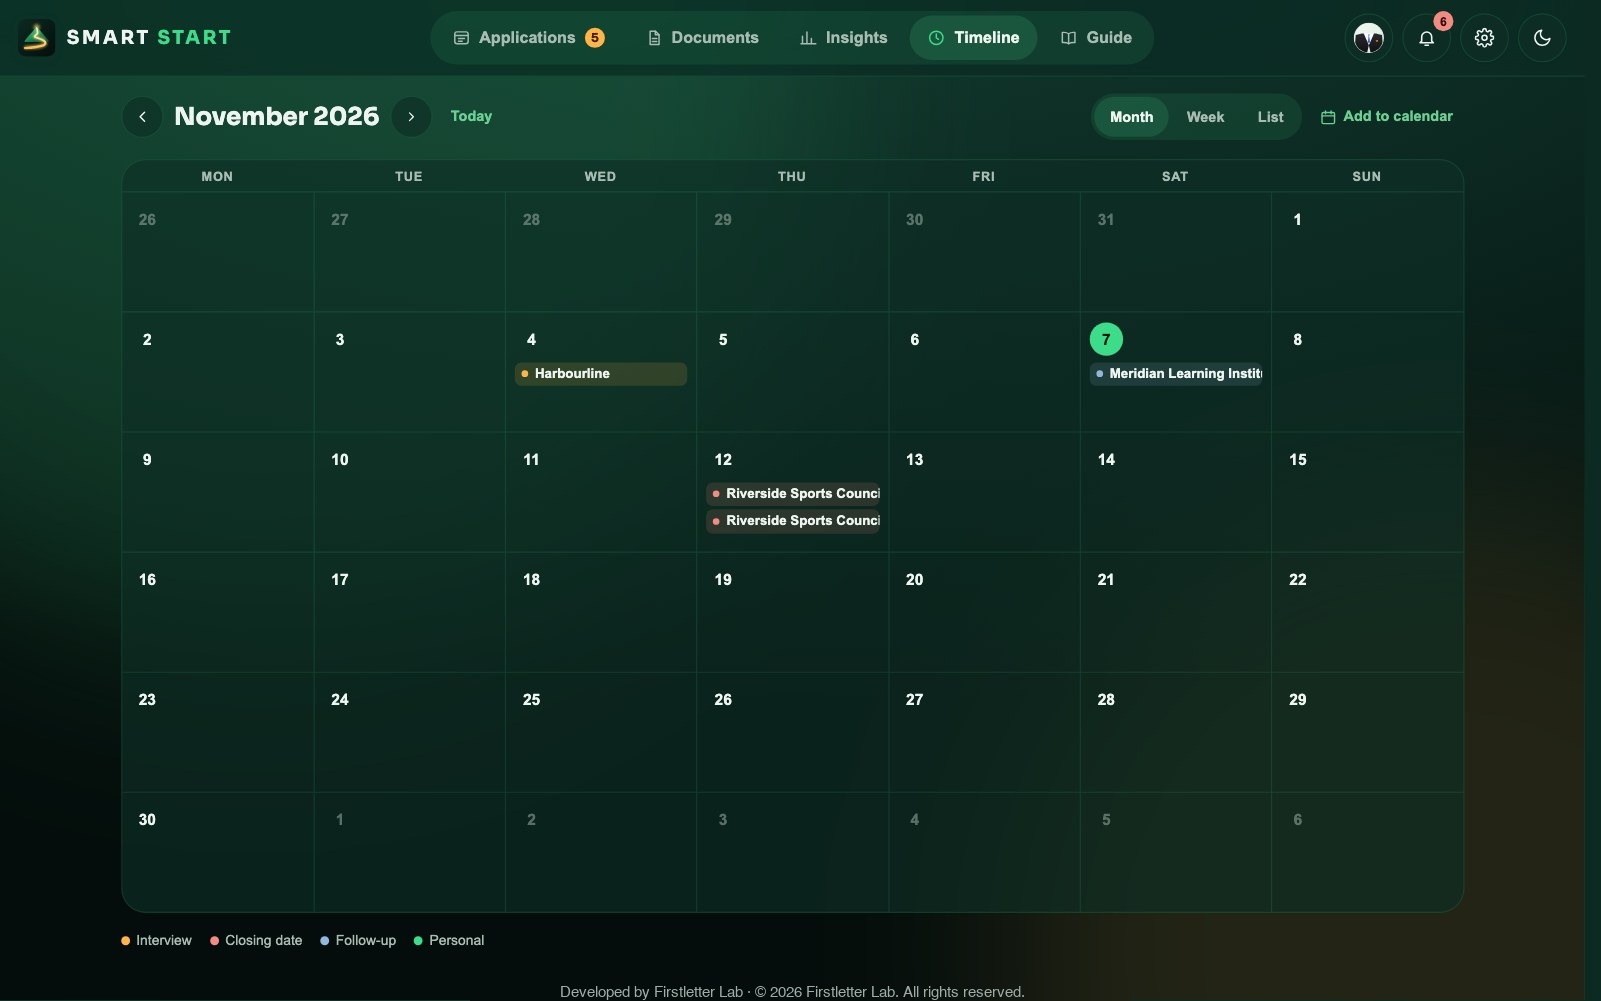 SMART START
Applications 5
Documents
Insights
Timeline
Guide
6
November 2026
Today
Month
Week
List
Add to calendar
MON TUE WED THU FRI SAT SUN
26 27 28 29 30 31 1
2 3 4 5 6 7 8
Harbourline
Meridian Learning Instit
9 10 11 12 13 14 15
Riverside Sports Counci
Riverside Sports Counci
16 17 18 19 20 21 22
23 24 25 26 27 28 29
30 1 2 3 4 5 6
Interview Closing date Follow-up Personal
Developed by Firstletter Lab · © 2026 Firstletter Lab. All rights reserved.